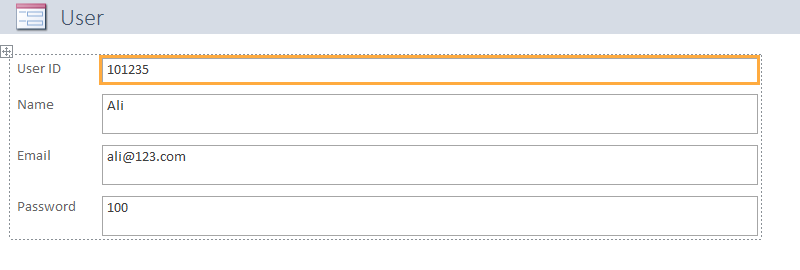 User
User ID 101235
Name Ali
Email ali@123.com
Password 100